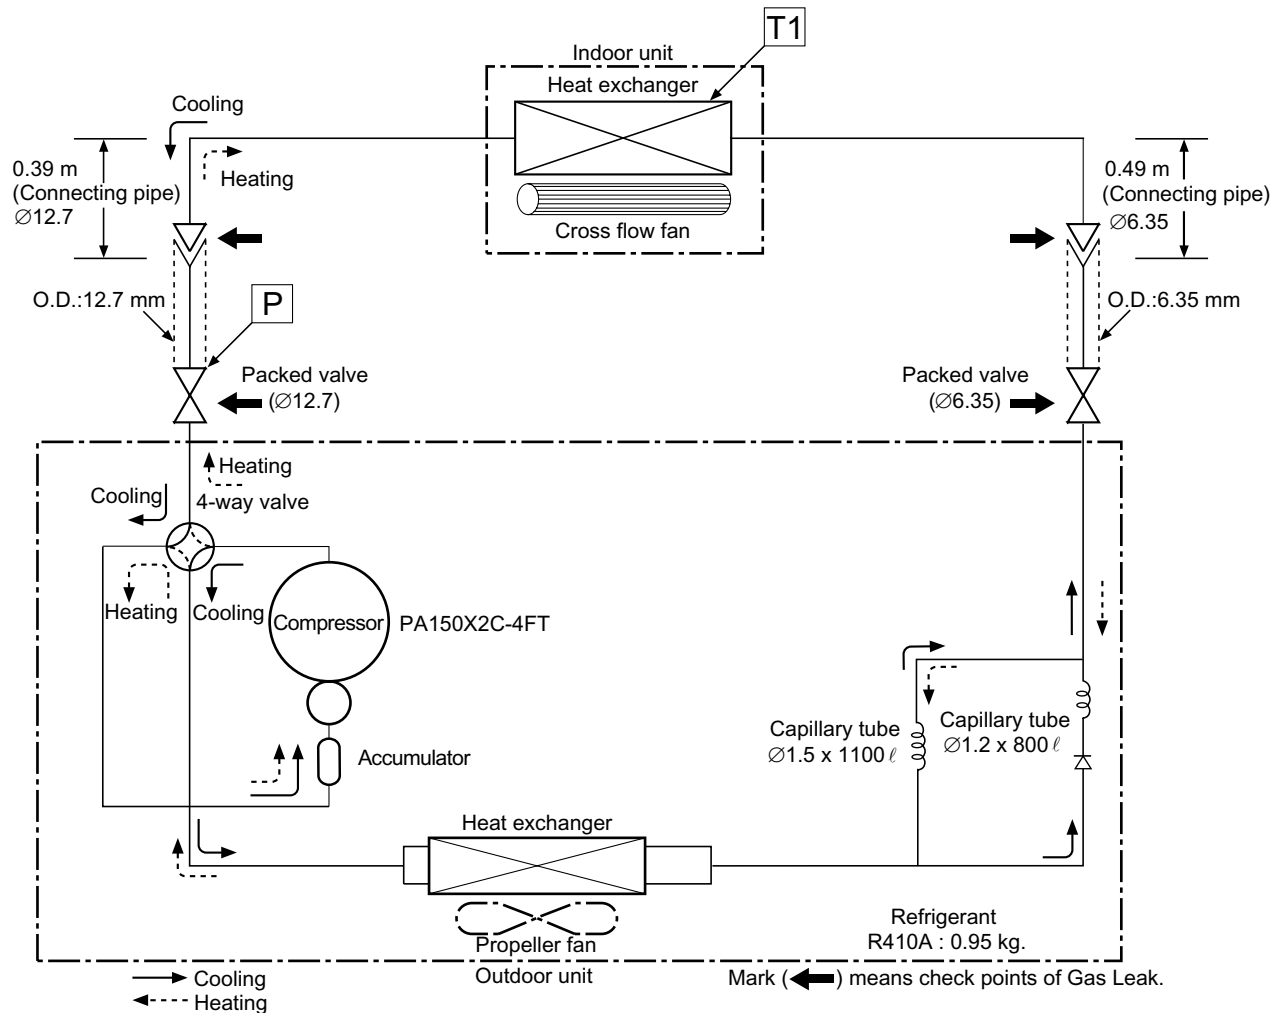 T1
Indoor unit
Heat exchanger
Cooling
Heating
0.39 m
(Connecting pipe)
∅12.7
0.49 m
(Connecting pipe)
∅6.35
Cross flow fan
O.D.:12.7 mm
P
O.D.:6.35 mm
Packed valve
(∅12.7)
Packed valve
(∅6.35)
Heating
Cooling
4-way valve
Heating
Cooling
Compressor
PA150X2C-4FT
Capillary tube
∅1.5 x 1100 ℓ
Capillary tube
∅1.2 x 800 ℓ
Accumulator
Heat exchanger
Propeller fan
Refrigerant
R410A : 0.95 kg.
Outdoor unit
Cooling
Heating
Mark ( ) means check points of Gas Leak.